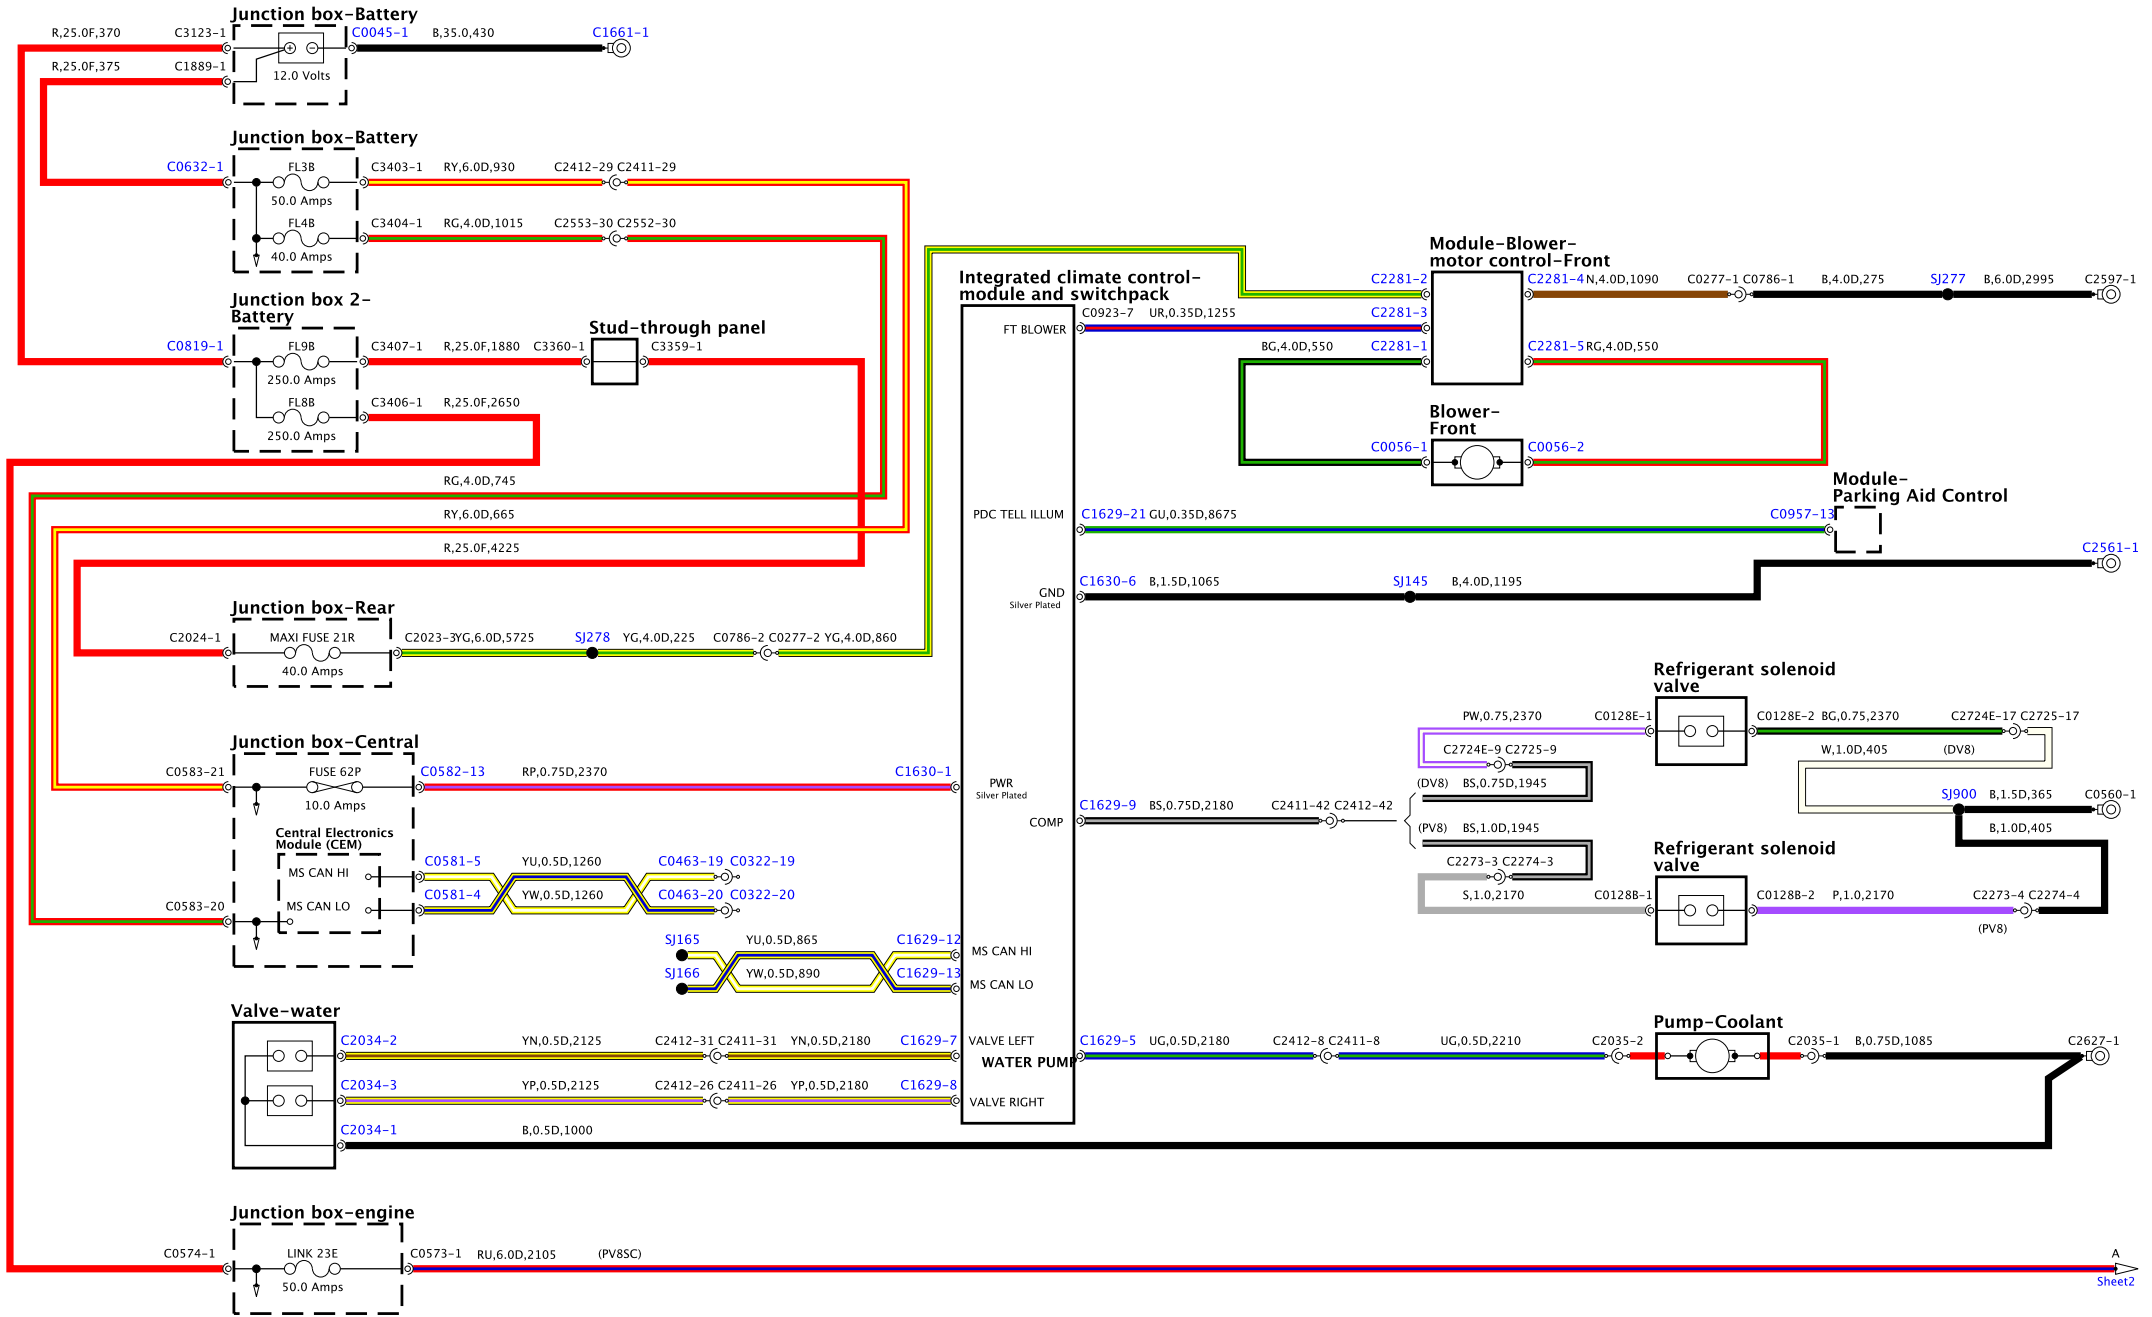 Junction box-Battery
R,25.0F,370 C3123-1 C0045-1 B,35.0,430 C1661-1
R,25.0F,375 C1889-1 12.0 Volts
Junction box-Battery
C0632-1 FL3B C3403-1 RY,6.0D,930 C2412-29 C2411-29
50.0 Amps
FL4B C3404-1 RG,4.0D,1015 C2553-30 C2552-30
40.0 Amps
Junction box 2-
Battery
C0819-1 FL9B C3407-1 R,25.0F,1880 C3360-1 C3359-1
Stud-through panel
250.0 Amps
FL8B C3406-1 R,25.0F,2650
250.0 Amps
RG,4.0D,745
RY,6.0D,665
R,25.0F,4225
Junction box-Rear
C2024-1 MAXI FUSE 21R C2023-3 YG,6.0D,5725 SJ278 YG,4.0D,225 C0786-2 C0277-2 YG,4.0D,860
40.0 Amps
Junction box-Central
C0583-21 FUSE 62P C0582-13 RP,0.75D,2370 C1630-1
10.0 Amps
Central Electronics
Module (CEM)
MS CAN HI C0581-5 YU,0.5D,1260 C0463-19 C0322-19
MS CAN LO C0581-4 YW,0.5D,1260 C0463-20 C0322-20
C0583-20
SJ165 YU,0.5D,865 C1629-12
SJ166 YW,0.5D,890 C1629-13
Valve-water
C2034-2 YN,0.5D,2125 C2412-31 C2411-31 YN,0.5D,2180 C1629-7
C2034-3 YP,0.5D,2125 C2412-26 C2411-26 YP,0.5D,2180 C1629-8
C2034-1 B,0.5D,1000
Junction box-engine
C0574-1 LINK 23E C0573-1 RU,6.0D,2105 (PV8SC) A
50.0 Amps
Sheet2
Integrated climate control-
module and switchpack
FT BLOWER
PDC TELL ILLUM
GND
Silver Plated
PWR
Silver Plated
COMP
MS CAN HI
MS CAN LO
VALVE LEFT
WATER PUMP
VALVE RIGHT
Module-Blower-
motor control-Front
C2281-2 C2281-4 N,4.0D,1090 C0277-1 C0786-1 B,4.0D,275 SJ277 B,6.0D,2995 C2597-1
C0923-7 UR,0.35D,1255 C2281-3
BG,4.0D,550 C2281-1 C2281-5 RG,4.0D,550
Blower-
Front
C0056-1 C0056-2
Module-
Parking Aid Control
C1629-21 GU,0.35D,8675 C0957-13
C2561-1
C1630-6 B,1.5D,1065 SJ145 B,4.0D,1195
Refrigerant solenoid
valve
PW,0.75,2370 C0128E-1 C0128E-2 BG,0.75,2370 C2724E-17 C2725-17
C2724E-9 C2725-9 W,1.0D,405 (DV8)
(DV8) BS,0.75D,1945
C1629-9 BS,0.75D,2180 C2411-42 C2412-42
SJ900 B,1.5D,365 C0560-1
(PV8) BS,1.0D,1945 B,1.0D,405
Refrigerant solenoid
valve
C2273-3 C2274-3
S,1.0,2170 C0128B-1 C0128B-2 P,1.0,2170 C2273-4 C2274-4
(PV8)
Pump-Coolant
C1629-5 UG,0.5D,2180 C2412-8 C2411-8 UG,0.5D,2210 C2035-2 C2035-1 B,0.75D,1085 C2627-1